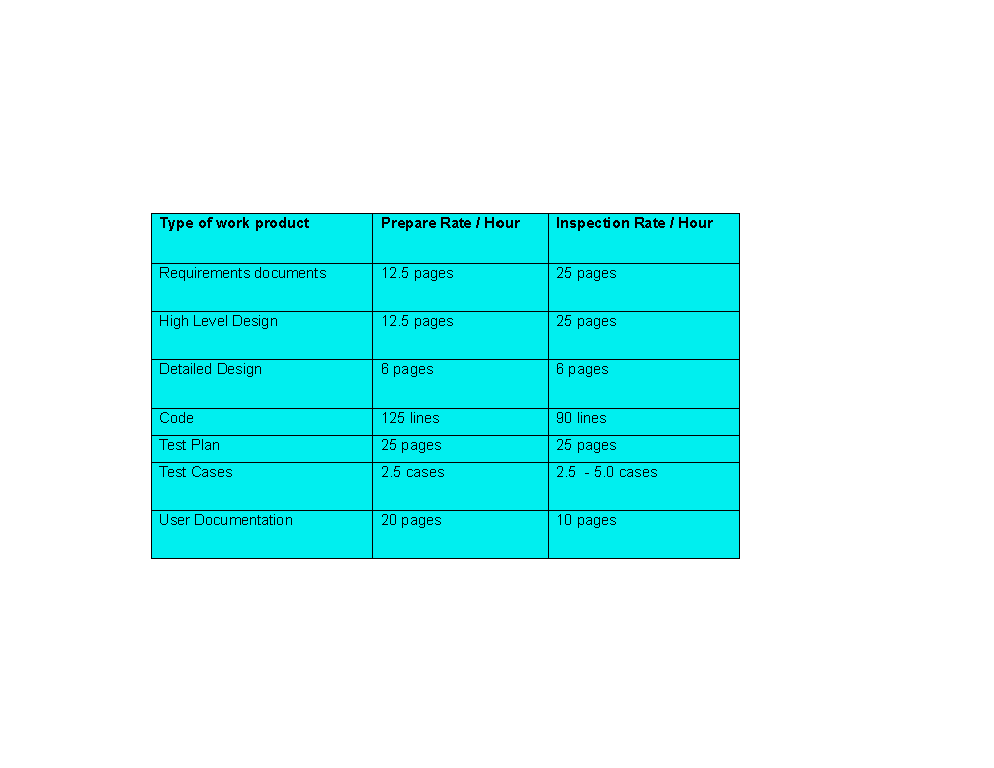 Type of work product Prepare Rate / Hour Inspection Rate / Hour
Requirements documents 12.5 pages 25 pages
High Level Design 12.5 pages 25 pages
Detailed Design 6 pages 6 pages
Code 125 lines 90 lines
Test Plan 25 pages 25 pages
Test Cases 2.5 cases 2.5 - 5.0 cases
User Documentation 20 pages 10 pages